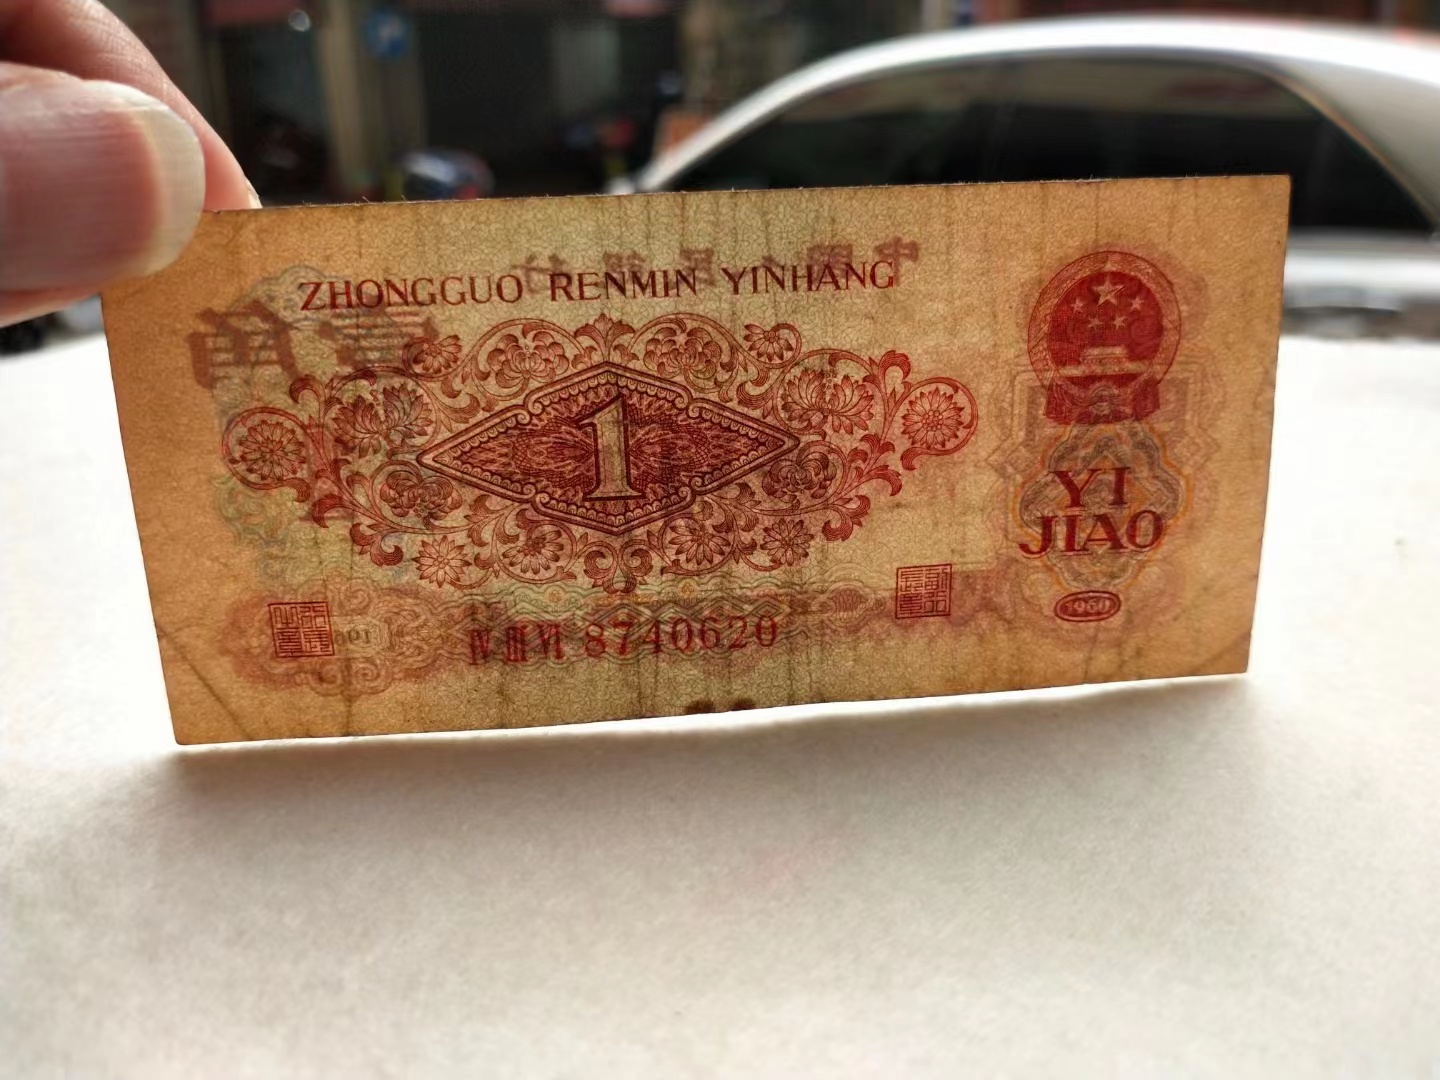 ZHONGGUO RENMIN YINHANG
1
YI
JIAO
1960
IV III VI 8740620